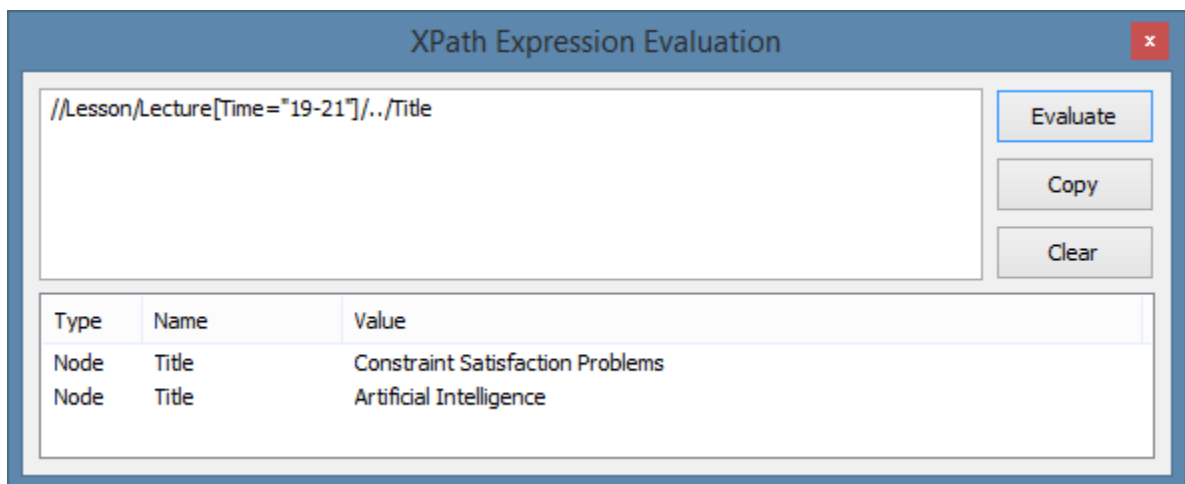 XPath Expression Evaluation
x
//Lesson/Lecture[Time="19-21"]/../Title
Evaluate
Copy
Clear
Type Name Value
Node Title Constraint Satisfaction Problems
Node Title Artificial Intelligence